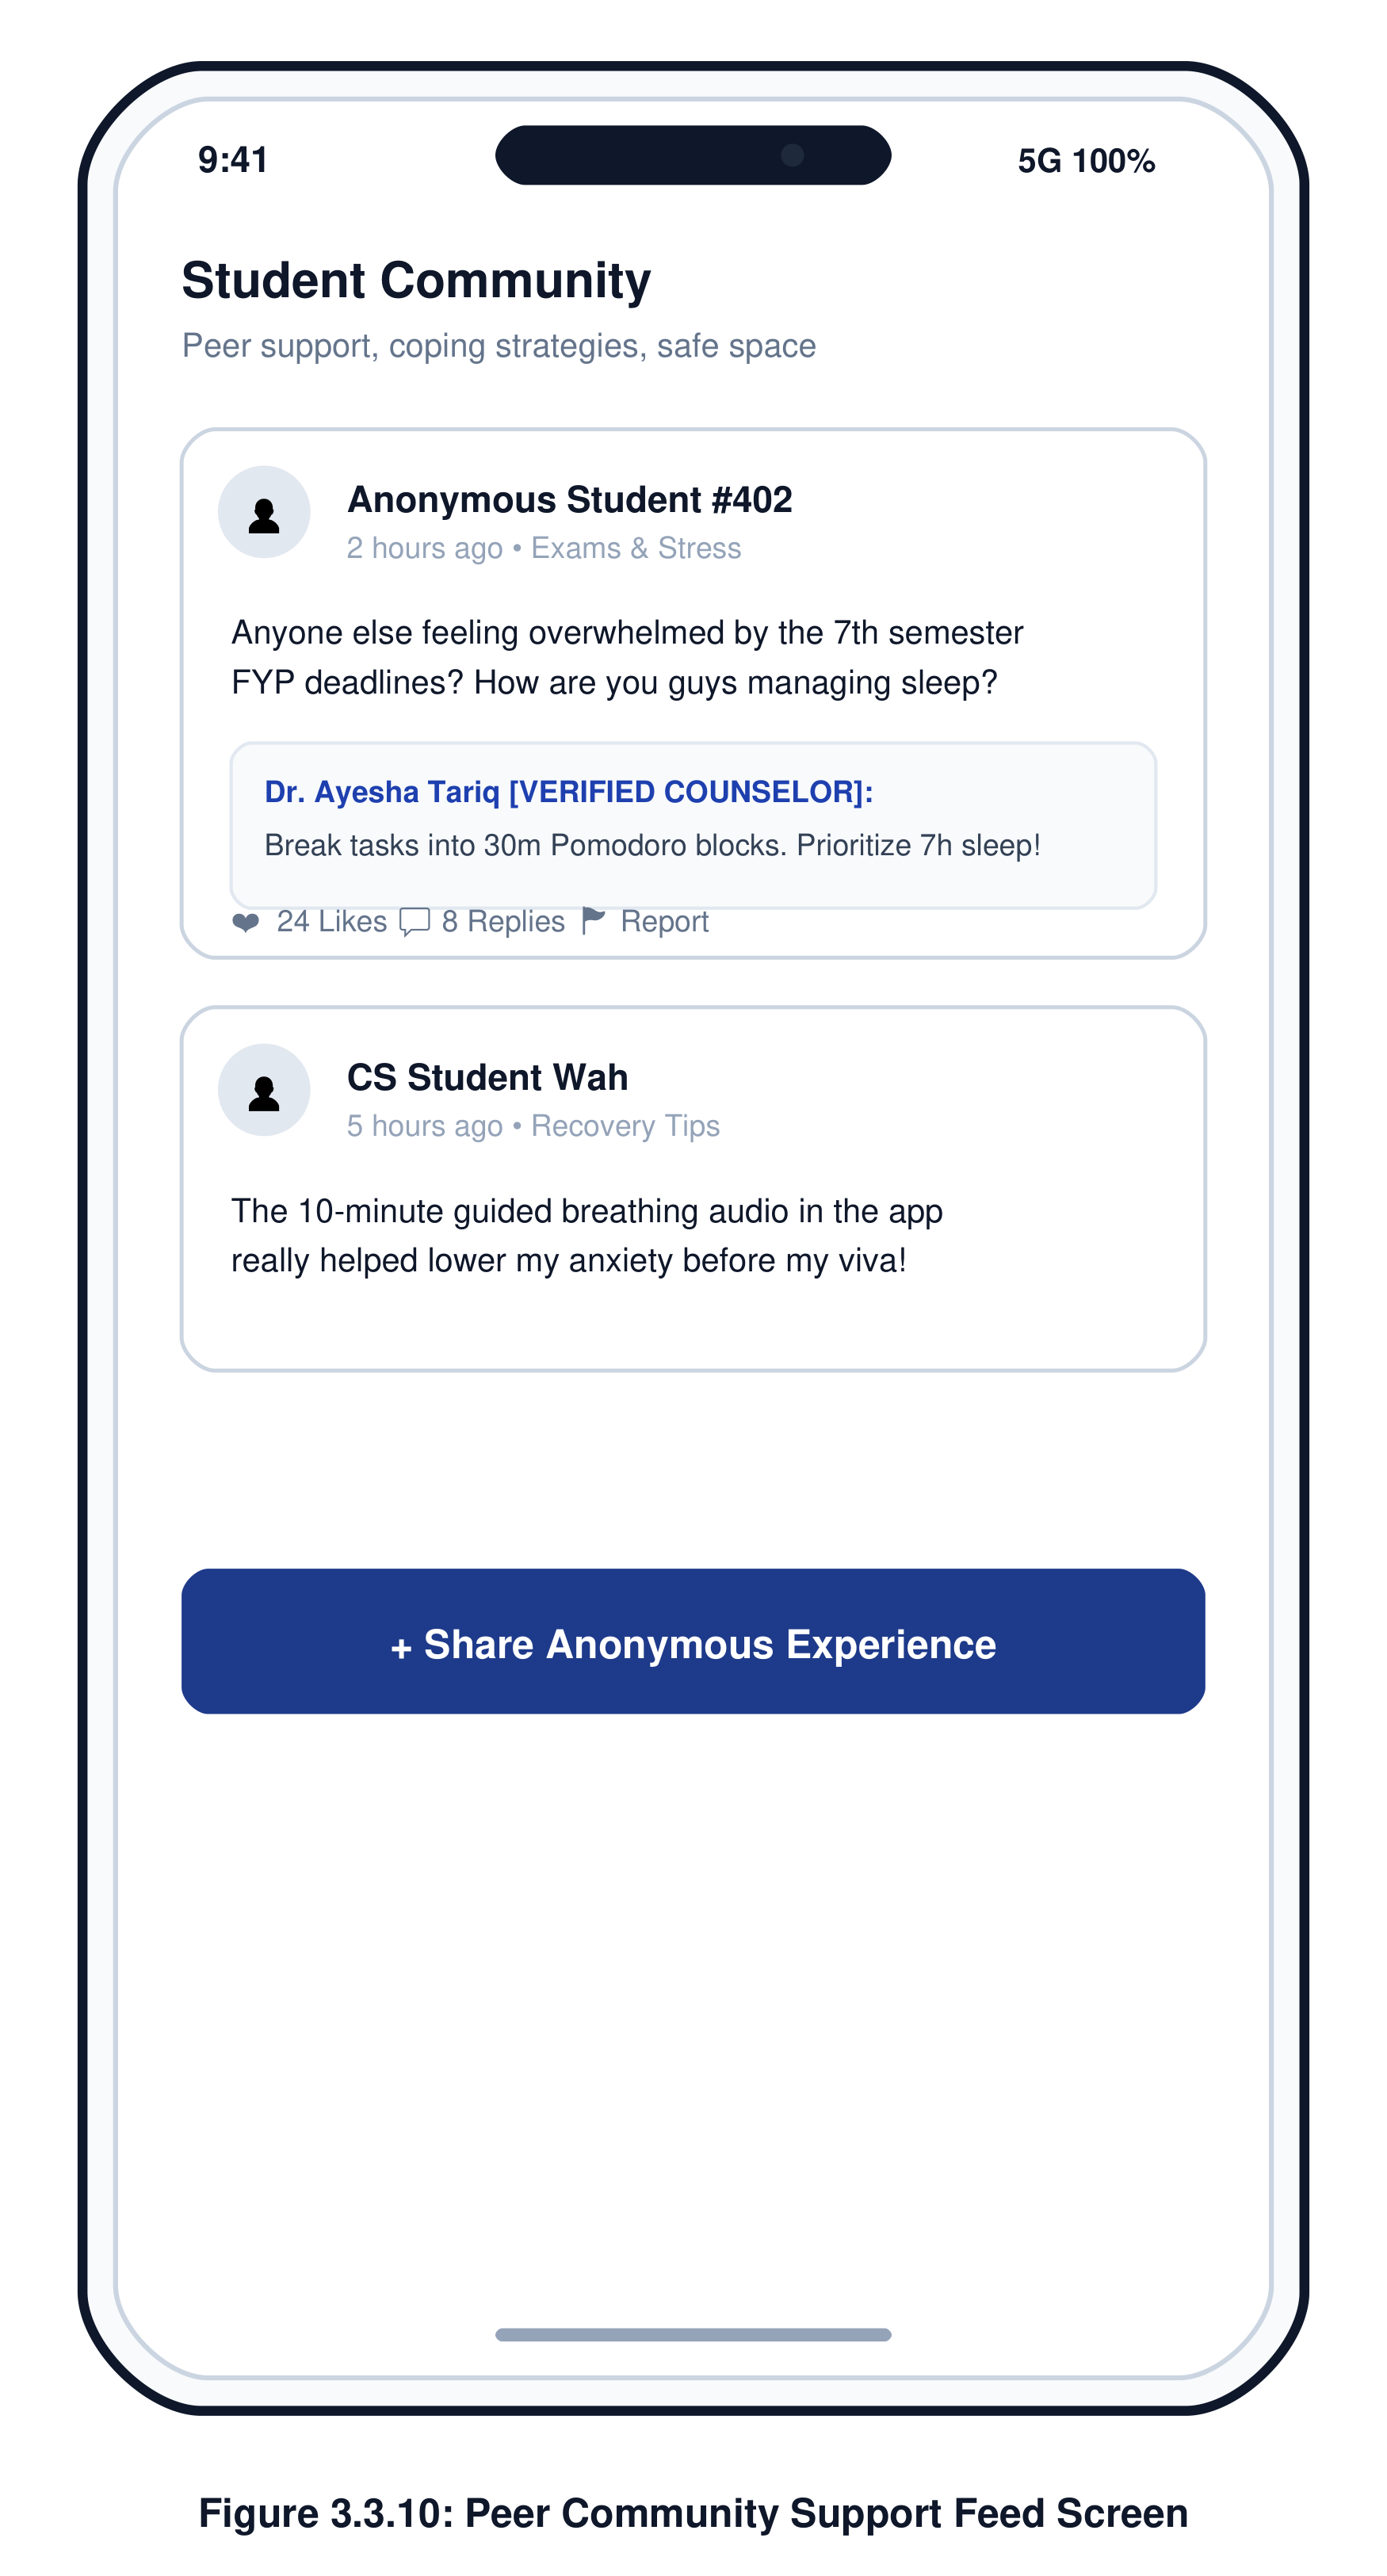 9:41
5G 100%
Student Community
Peer support, coping strategies, safe space
Anonymous Student #402
2 hours ago • Exams & Stress
Anyone else feeling overwhelmed by the 7th semester
FYP deadlines? How are you guys managing sleep?
Dr. Ayesha Tariq [VERIFIED COUNSELOR]:
Break tasks into 30m Pomodoro blocks. Prioritize 7h sleep!
24 Likes 8 Replies Report
CS Student Wah
5 hours ago • Recovery Tips
The 10-minute guided breathing audio in the app
really helped lower my anxiety before my viva!
+ Share Anonymous Experience
Figure 3.3.10: Peer Community Support Feed Screen